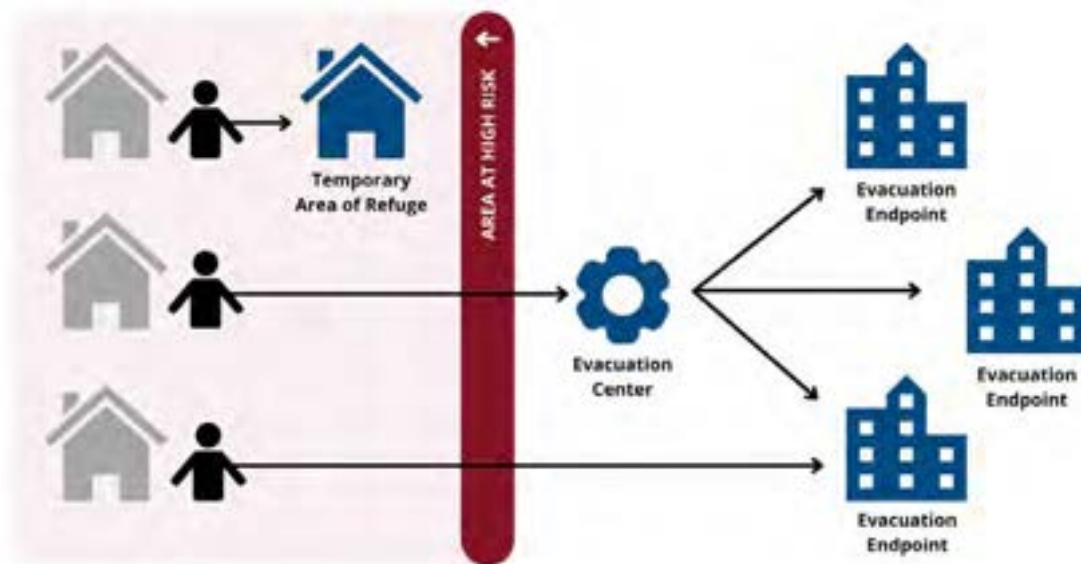 AREA AT HIGH RISK
Temporary
Area of Refuge
Evacuation
Endpoint
Evacuation
Center
Evacuation
Endpoint
Evacuation
Endpoint